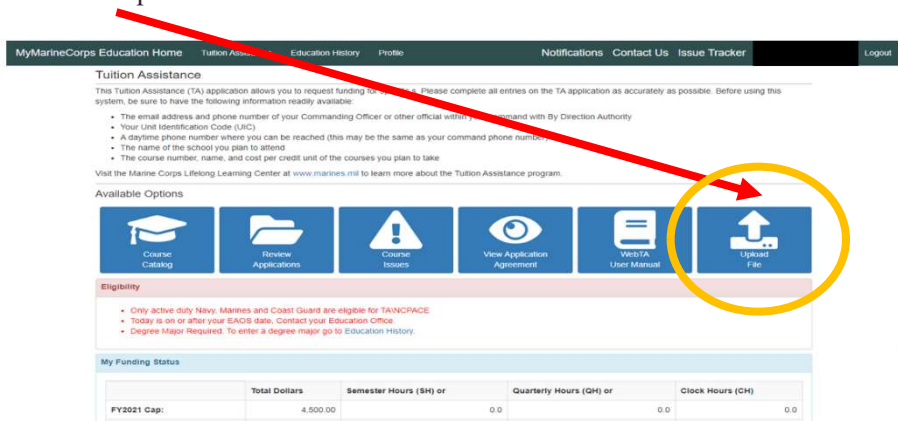 MyMarineCorps Education Home Tuition Education History Profile Notifications Contact Us Issue Tracker Logout
Tuition Assistance
This Tuition Assistance (TA) application allows you to request funding for Please complete all entries on the TA application as accurately as possible. Before using this
system, be sure to have the following information readily available:
• The email address and phone number of your Commanding Officer or other official within your command with By Direction Authority
• Your Unit Identification Code (UIC)
• A daytime phone number where you can be reached (this may be the same as your command phone number)
• The name of the school you plan to attend
• The course number, name, and cost per credit unit of the courses you plan to take
Visit the Marine Corps Lifelong Learning Center at www.marines.mil to learn more about the Tuition Assistance program.
Available Options
Course Catalog
Review Applications
Course Issues
View Application Agreement
WebTA User Manual
Upload File
Eligibility
• Only active duty Navy, Marines and Coast Guard are eligible for TA\NCPACE
• Today is on or after your EAOS date, Contact your Education Office.
• Degree Major Required. To enter a degree major go to Education History.
My Funding Status
Total Dollars Semester Hours (SH) or Quarterly Hours (QH) or Clock Hours (CH)
FY2021 Cap: 4,500.00 0.0 0.0 0.0